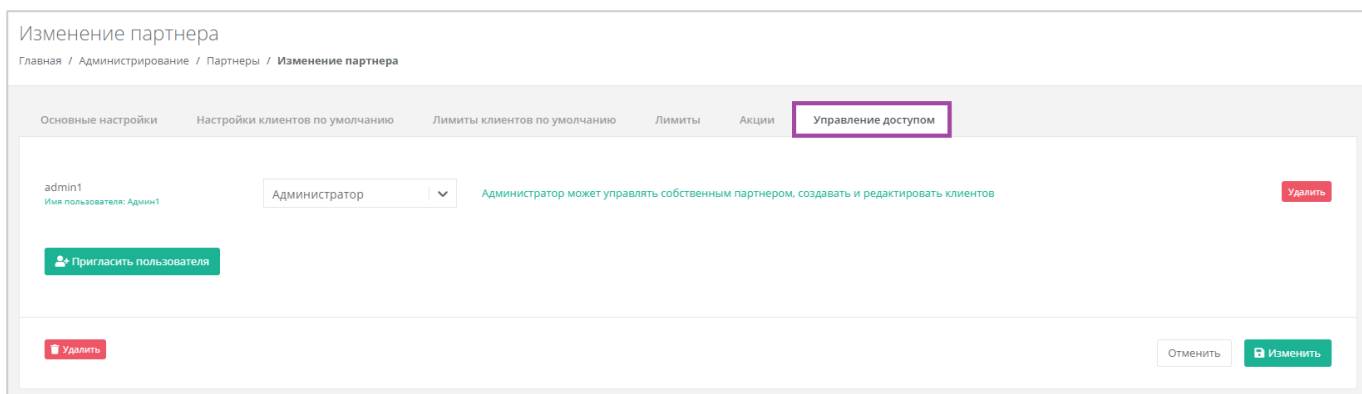 Изменение партнера
Главная / Администрирование / Партнеры / Изменение партнера
Основные настройки Настройки клиентов по умолчанию Лимиты клиентов по умолчанию Лимиты Акции Управление доступом
admin1
Имя пользователя: Админ1
Администратор
Администратор может управлять собственным партнером, создавать и редактировать клиентов
Удалить
Пригласить пользователя
Удалить
Отменить
Изменить